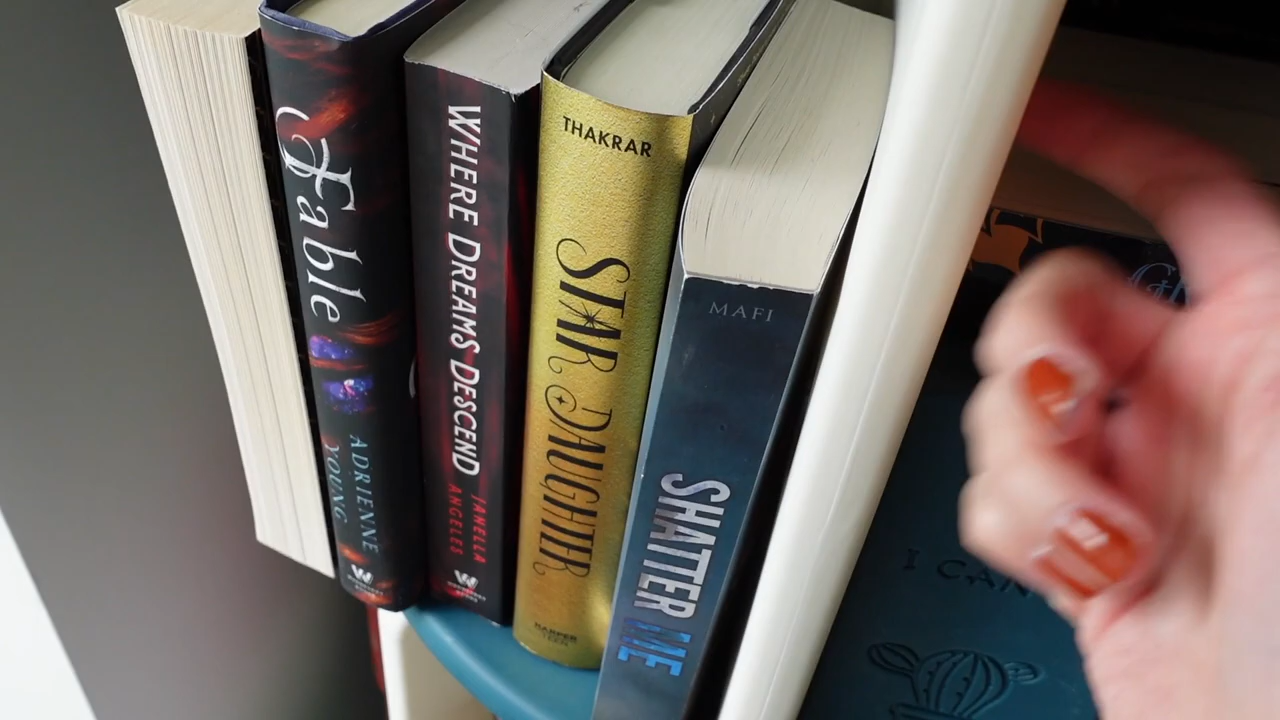 Fable
ADRIENNE
YOUNG
WHERE DREAMS DESCEND
JANELLA
ANGELES
THAKRAR
STAR DAUGHTER
HARPER
TEEN
MAFI
SHATTER ME
I CAN